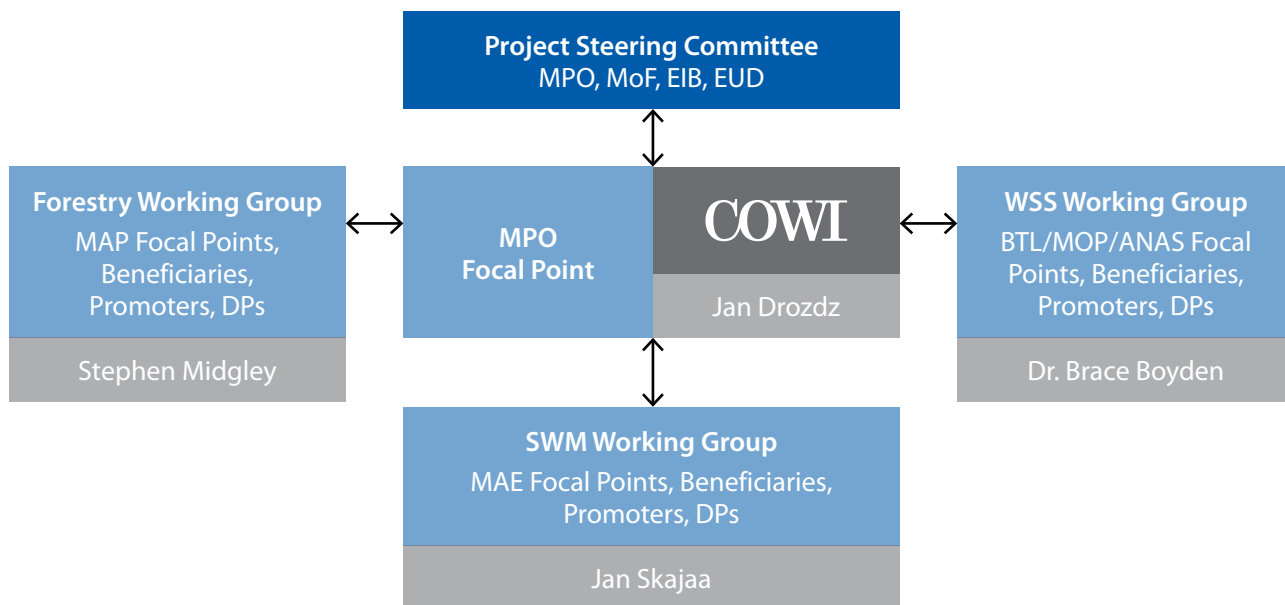 Project Steering Committee
MPO, MoF, EIB, EUD
Forestry Working Group
MAP Focal Points,
Beneficiaries,
Promoters, DPs
Stephen Midgley
MPO
Focal Point
COWI
Jan Drozdz
WSS Working Group
BTL/MOP/ANAS Focal
Points, Beneficiaries,
Promoters, DPs
Dr. Brace Boyden
SWM Working Group
MAE Focal Points, Beneficiaries,
Promoters, DPs
Jan Skajaa